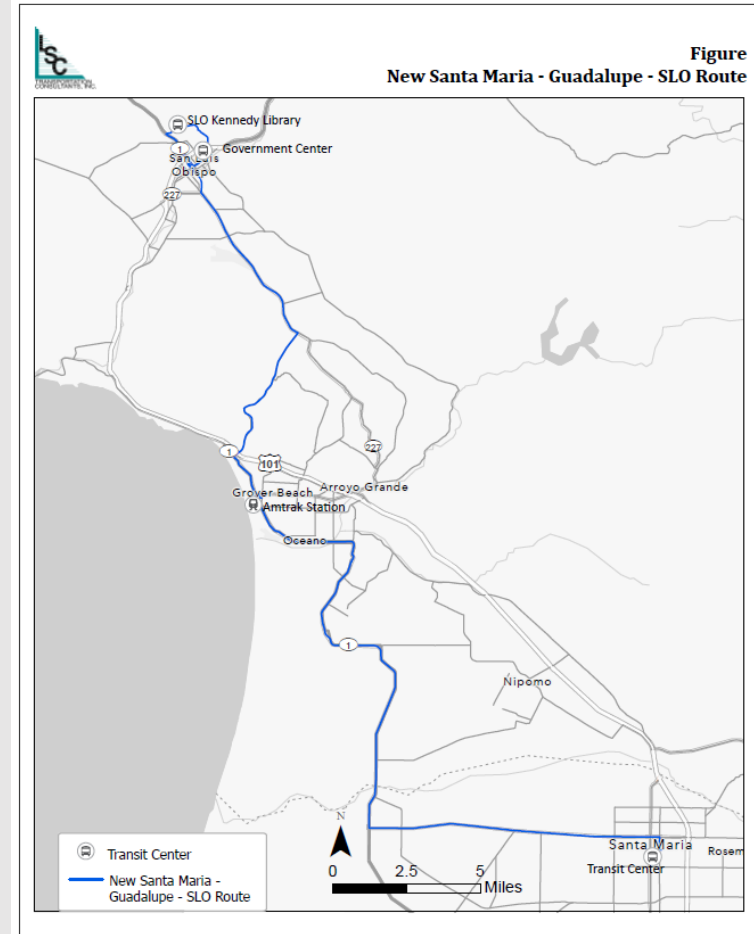 LSC
TRANSPORTATION
CONSULTANTS, INC.
Figure
New Santa Maria - Guadalupe - SLO Route
SLO Kennedy Library
1
Government Center
San Luis
Obispo
227
227
1
101
Grover Beach
Arroyo Grande
Amtrak Station
Oceano
1
Nipomo
Santa Maria
Rosem
Transit Center
N
0 2.5 5
Miles
Transit Center
New Santa Maria -
Guadalupe - SLO Route